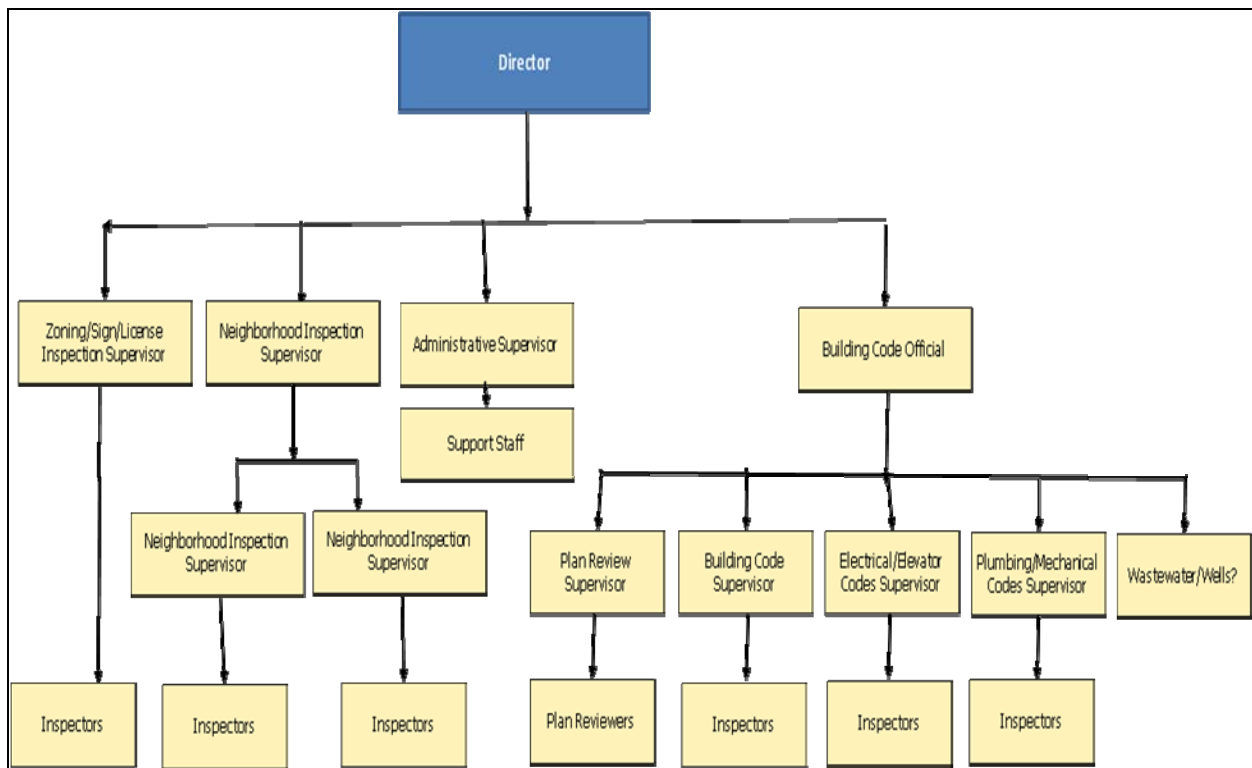 Director
Zoning/Sign/License
Inspection Supervisor
Neighborhood Inspection
Supervisor
Administrative Supervisor
Building Code Official
Support Staff
Neighborhood Inspection
Supervisor
Neighborhood Inspection
Supervisor
Plan Review
Supervisor
Building Code
Supervisor
Electrical/Elevator
Codes Supervisor
Plumbing/Mechanical
Codes Supervisor
Wastewater/Wells?
Inspectors
Inspectors
Inspectors
Plan Reviewers
Inspectors
Inspectors
Inspectors